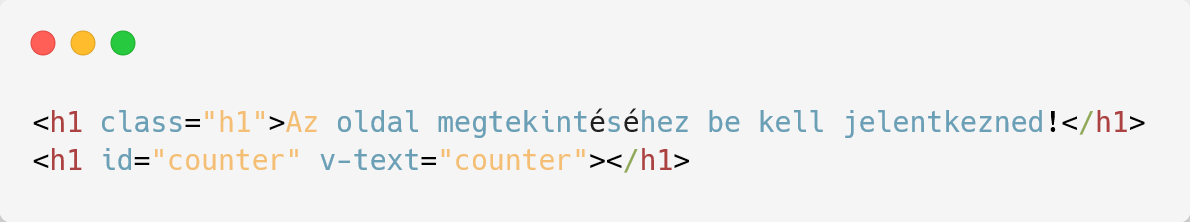 <h1 class="h1">Az oldal megtekintéséhez be kell jelentkezned!</h1>
<h1 id="counter" v-text="counter"></h1>